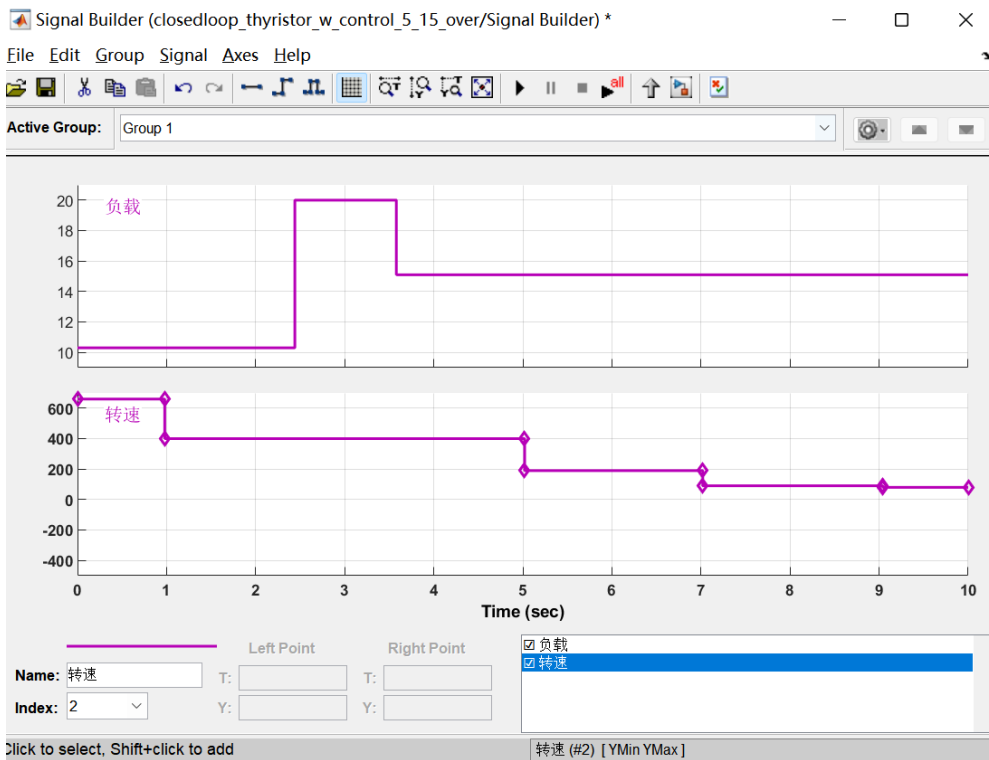 Signal Builder (closedloop_thyristor_w_control_5_15_over/Signal Builder) *
File Edit Group Signal Axes Help
all
Active Group: Group 1
负载
20
18
16
14
12
10
转速
600
400
200
0
-200
-400
0 1 2 3 4 5 6 7 8 9 10
Time (sec)
Left Point Right Point
Name: 转速 T: T:
Index: 2 Y: Y:
负载
转速
Click to select, Shift+click to add
转速 (#2) [ YMin YMax ]